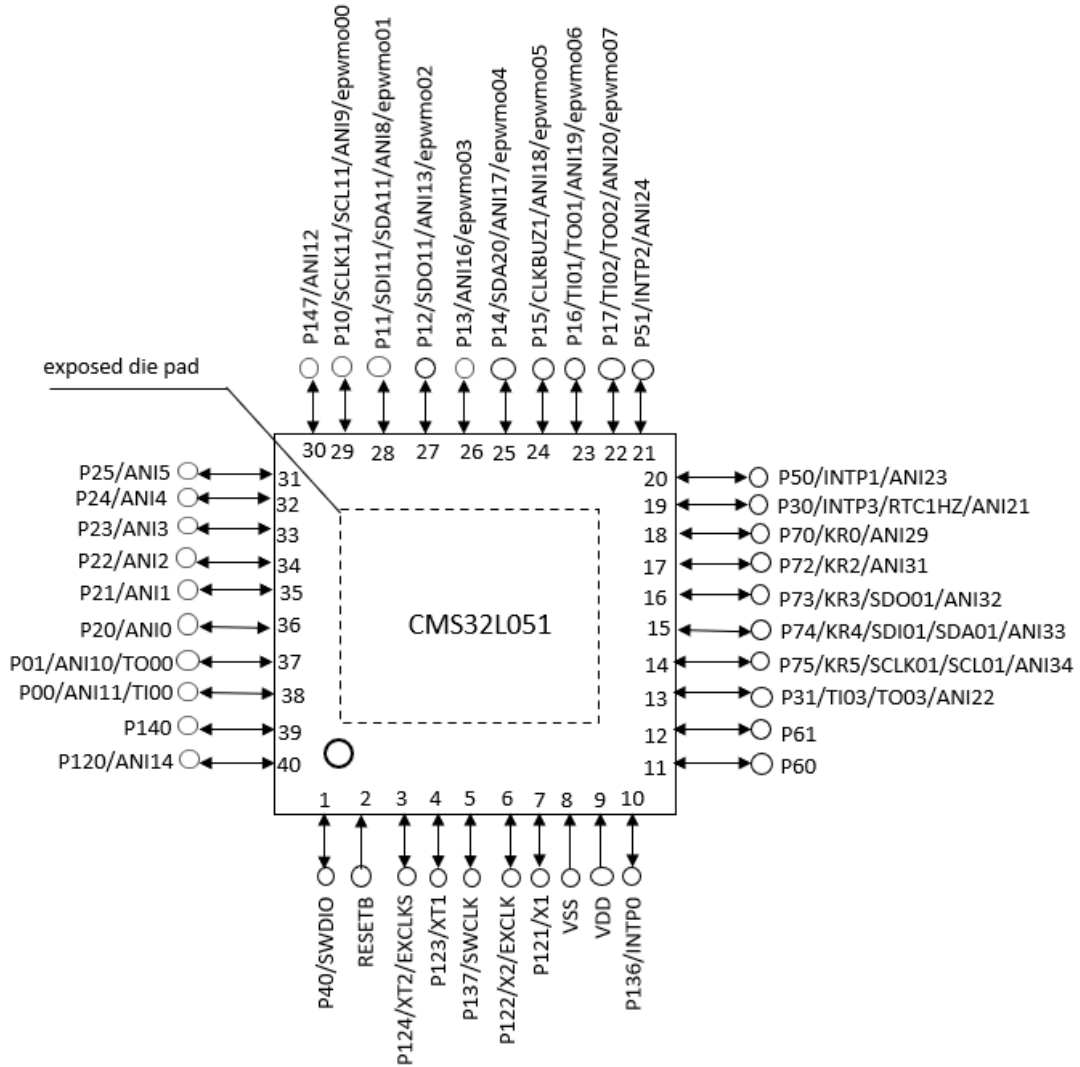 P147/ANI12
P10/SCLK11/SCL11/ANI9/epwmo00
P11/SDI11/SDA11/ANI8/epwmo01
P12/SDO11/ANI13/epwmo02
P13/ANI16/epwmo03
P14/SDA20/ANI17/epwmo04
P15/CLKBUZ1/ANI18/epwmo05
P16/TI01/TO01/ANI19/epwmo06
P17/TI02/TO02/ANI20/epwmo07
P51/INTP2/ANI24
exposed die pad
30 29 28 27 26 25 24 23 22 21
P25/ANI5 31
P24/ANI4 32
P23/ANI3 33
P22/ANI2 34
P21/ANI1 35
P20/ANI0 36
P01/ANI10/TO00 37
P00/ANI11/TI00 38
P140 39
P120/ANI14 40
CMS32L051
20 P50/INTP1/ANI23
19 P30/INTP3/RTC1HZ/ANI21
18 P70/KR0/ANI29
17 P72/KR2/ANI31
16 P73/KR3/SDO01/ANI32
15 P74/KR4/SDI01/SDA01/ANI33
14 P75/KR5/SCLK01/SCL01/ANI34
13 P31/TI03/TO03/ANI22
12 P61
11 P60
1 2 3 4 5 6 7 8 9 10
P40/SWDIO
RESETB
P124/XT2/EXCLKS
P123/XT1
P137/SWCLK
P122/X2/EXCLK
P121/X1
VSS
VDD
P136/INTP0